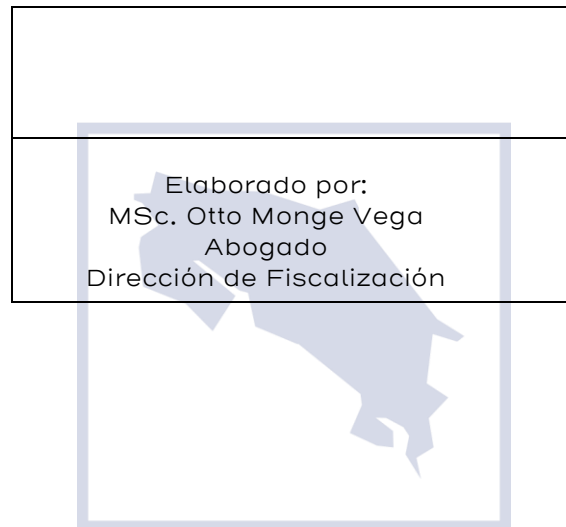 Elaborado por:
MSc. Otto Monge Vega
Abogado
Dirección de Fiscalización